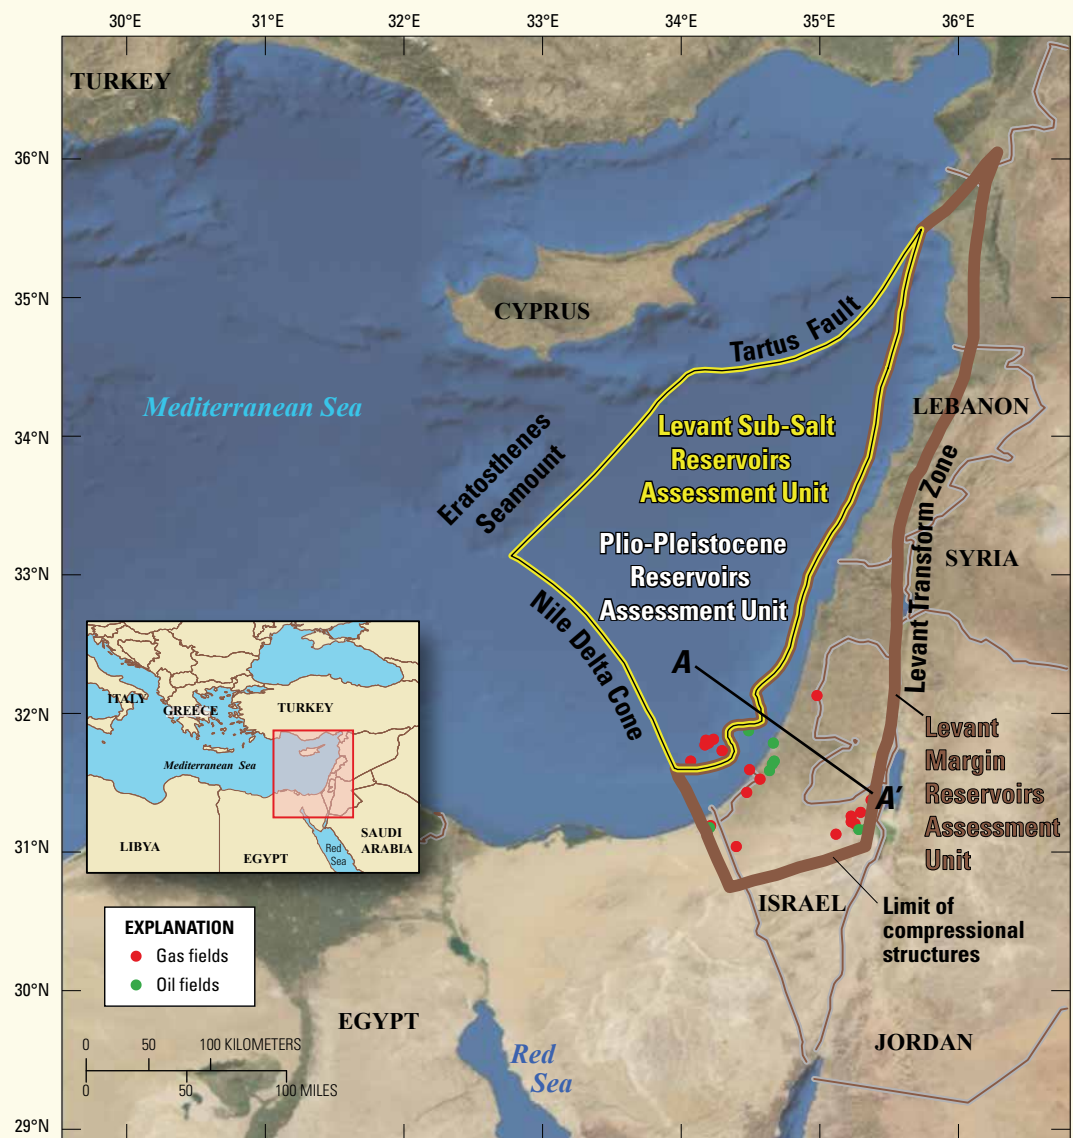 30°E
31°E
32°E
33°E
34°E
35°E
36°E
TURKEY
36°N
35°N
CYPRUS
Tartus Fault
Mediterranean Sea
LEBANON
34°N
Eratosthenes
Seamount
Levant Sub-Salt
Reservoirs
Assessment Unit
Levant Transform Zone
Plio-Pleistocene
Reservoirs
Assessment Unit
SYRIA
33°N
Nile Delta Cone
A
32°N
Levant
Margin
Reservoirs
Assessment
Unit
A'
31°N
ISRAEL
Limit of
compressional
structures
ITALY
GREECE
TURKEY
Mediterranean Sea
LIBYA
EGYPT
Red
Sea
SAUDI
ARABIA
EXPLANATION
Gas fields
Oil fields
30°N
EGYPT
JORDAN
Red
Sea
0 50 100 KILOMETERS
0 50 100 MILES
29°N